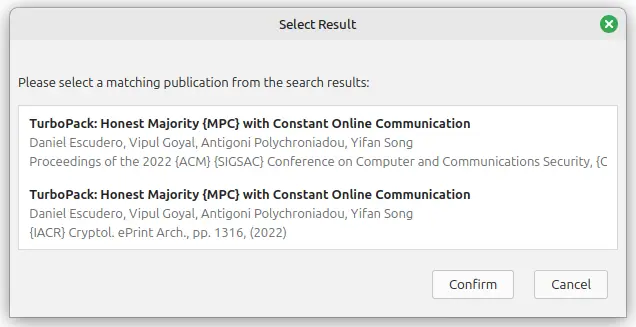 Select Result
Please select a matching publication from the search results:
TurboPack: Honest Majority {MPC} with Constant Online Communication
Daniel Escudero, Vipul Goyal, Antigoni Polychroniadou, Yifan Song
Proceedings of the 2022 {ACM} {SIGSAC} Conference on Computer and Communications Security, {C
TurboPack: Honest Majority {MPC} with Constant Online Communication
Daniel Escudero, Vipul Goyal, Antigoni Polychroniadou, Yifan Song
{IACR} Cryptol. ePrint Arch., pp. 1316, (2022)
Confirm
Cancel